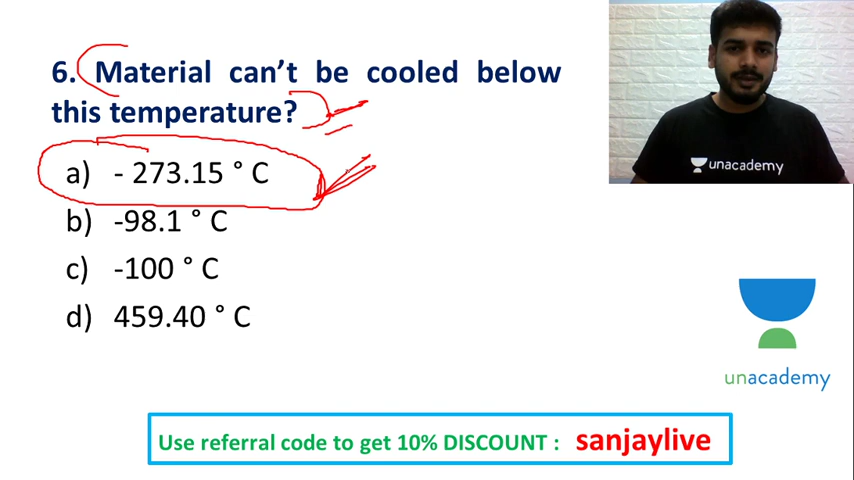 6. Material can't be cooled below
this temperature?
a) - 273.15 ° C
b) -98.1 ° C
c) -100 ° C
d) 459.40 ° C
unacademy
unacademy
Use referral code to get 10% DISCOUNT : sanjaylive